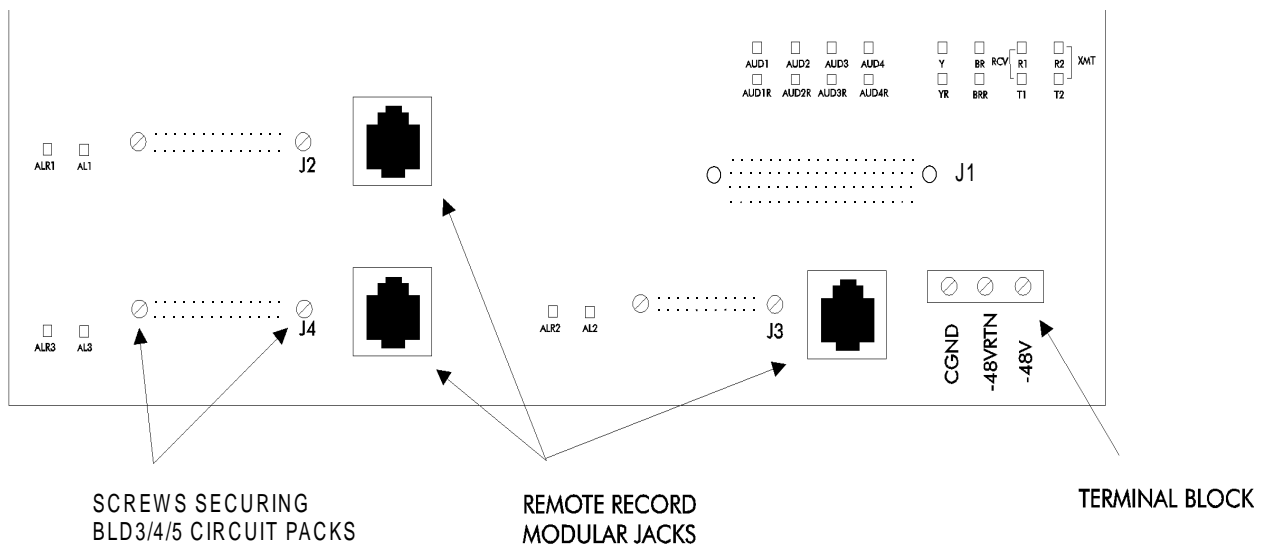 AUD1 AUD2 AUD3 AUD4 Y BR RCV R1 R2 XMT
AUD1R AUD2R AUD3R AUD4R YR BRR T1 T2
ALR1 AL1 J2 J1
ALR3 AL3 J4 ALR2 AL2 J3
CGND
-48VRTN
-48V
SCREWS SECURING
BLD3/4/5 CIRCUIT PACKS
REMOTE RECORD
MODULAR JACKS
TERMINAL BLOCK